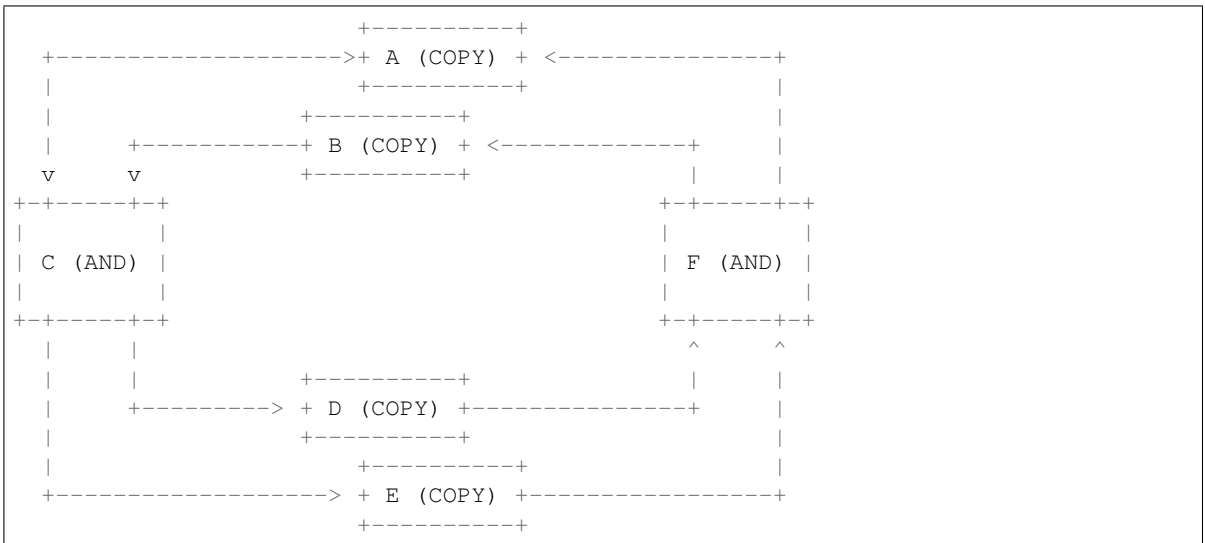 +----------+
+-------------------->+ A (COPY) + <---------------+
| +----------+ |
| +----------+ |
| +-----------+ B (COPY) + <-------------+ |
v v +----------+ | |
+-+-----+-+ +-+-----+-+
| | | |
| C (AND) | | F (AND) |
| | | |
+-+-----+-+ +-+-----+-+
| | ^ ^
| | +----------+ | |
| +---------> + D (COPY) +---------------+ |
| +----------+ |
| +----------+ |
+-------------------> + E (COPY) +-----------------+
+----------+